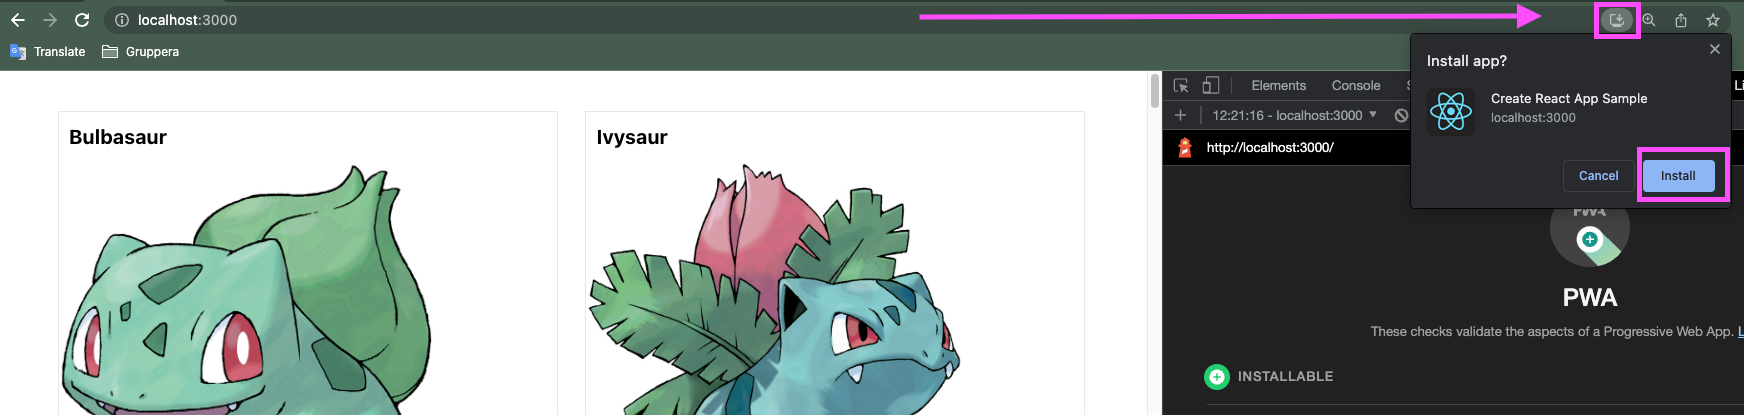 localhost:3000
Translate
Gruppera
Install app?
Create React App Sample
localhost:3000
Cancel
Install
Elements
Console
12:21:16 - localhost:3000
http://localhost:3000/
Bulbasaur
Ivysaur
PWA
PWA
These checks validate the aspects of a Progressive Web App.
INSTALLABLE